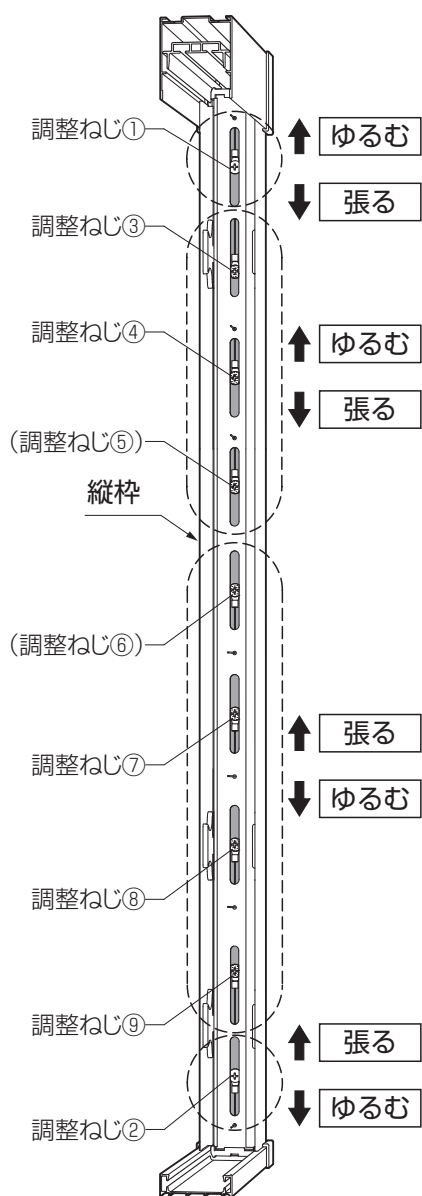 調整ねじ①
ゆるむ
張る
調整ねじ③
調整ねじ④
ゆるむ
張る
(調整ねじ⑤)
縦枠
(調整ねじ⑥)
張る
調整ねじ⑦
ゆるむ
調整ねじ⑧
調整ねじ⑨
張る
ゆるむ
調整ねじ②